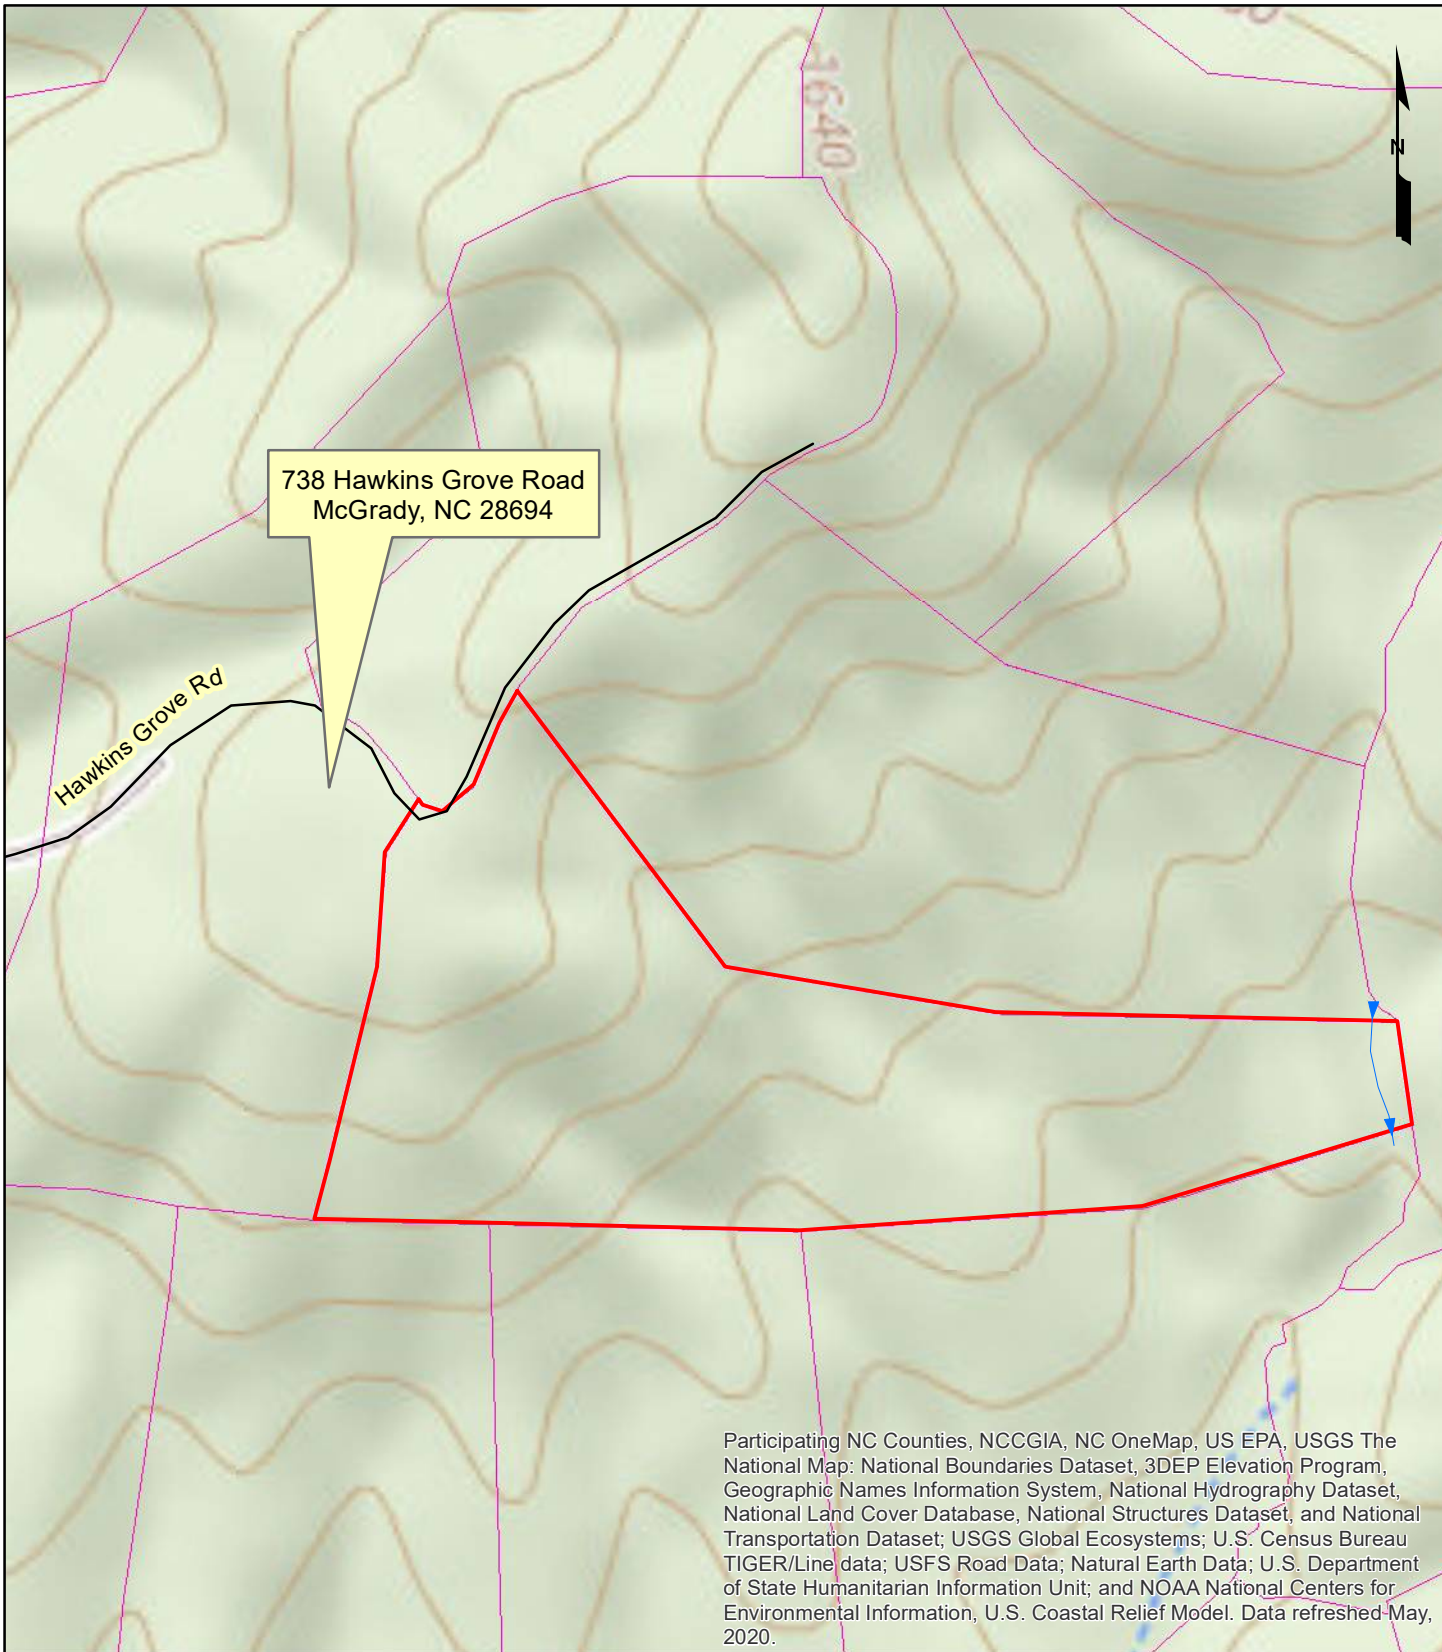 1640
N
738 Hawkins Grove Road
McGrady, NC 28694
Hawkins Grove Rd
Participating NC Counties, NCCGIA, NC OneMap, US EPA, USGS The
National Map: National Boundaries Dataset, 3DEP Elevation Program,
Geographic Names Information System, National Hydrography Dataset,
National Land Cover Database, National Structures Dataset, and National
Transportation Dataset; USGS Global Ecosystems; U.S. Census Bureau
TIGER/Line data; USFS Road Data; Natural Earth Data; U.S. Department
of State Humanitarian Information Unit; and NOAA National Centers for
Environmental Information, U.S. Coastal Relief Model. Data refreshed May,
2020.